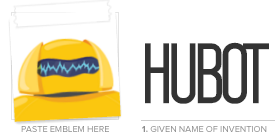 HUBOT
PASTE EMBLEM HERE
1. GIVEN NAME OF INVENTION